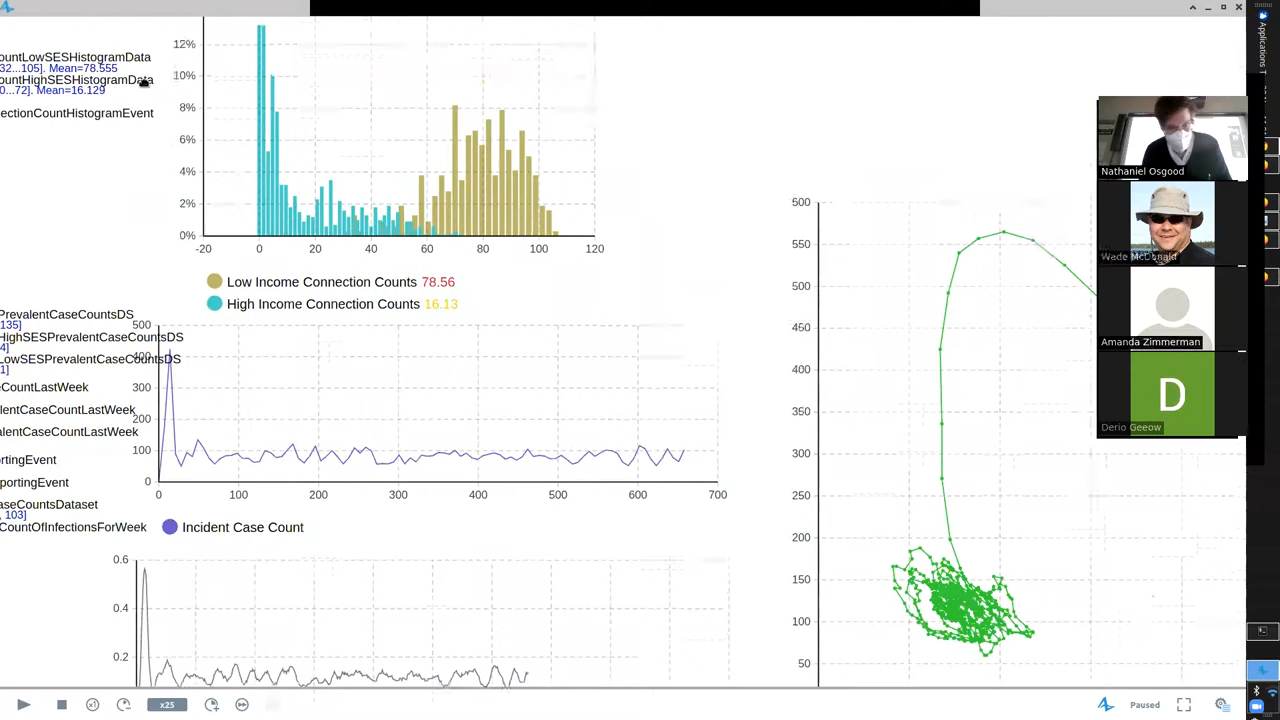 ountLowSESHistogramData
32...105]. Mean=78.555
ountHighSESHistogramData
0...72]. Mean=16.129
ectionCountHistogramEvent
12%
10%
8%
6%
4%
2%
0%
-20 0 20 40 60 80 100 120
Low Income Connection Counts 78.56
High Income Connection Counts 16.13
PrevalentCaseCountsDS
135]
HighSESPrevalentCaseCountsDS
4]
LowSESPrevalentCaseCountsDS
1]
eCountLastWeek
lentCaseCountLastWeek
alentCaseCountLastWeek
rtingEvent
portingEvent
aseCountsDataset
, 103]
CountOfInfectionsForWeek
500
400
300
200
100
0
0 100 200 300 400 500 600 700
Incident Case Count
0.6
0.4
0.2
600
550
500
450
400
350
300
250
200
150
100
50
Nathaniel Osgood
Wade McDonald
Amanda Zimmerman
D
Derio Geeow
Applications
x1
x25
Paused